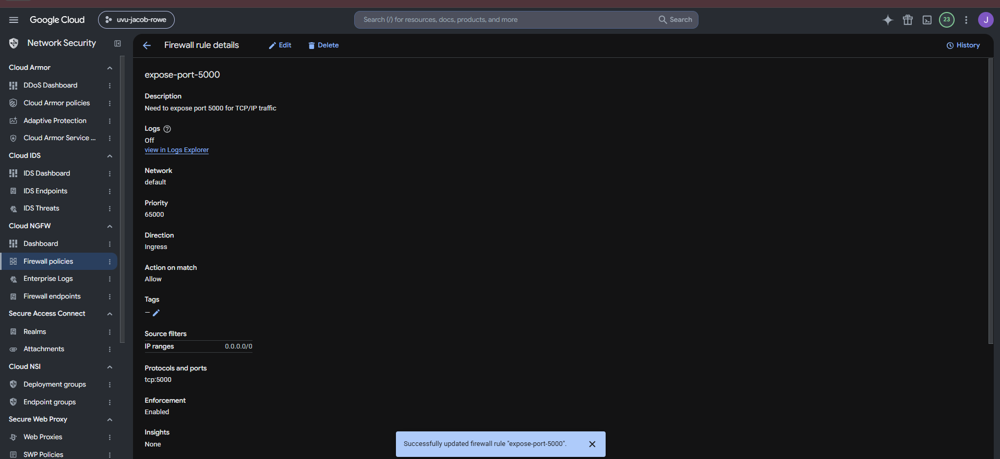 Google Cloud
uvu-jacob-rowe
Search (/) for resources, docs, products, and more
Search
23
J
Network Security
Cloud Armor
DDoS Dashboard
Cloud Armor policies
Adaptive Protection
Cloud Armor Service ...
Cloud IDS
IDS Dashboard
IDS Endpoints
IDS Threats
Cloud NGFW
Dashboard
Firewall policies
Enterprise Logs
Firewall endpoints
Secure Access Connect
Realms
Attachments
Cloud NSI
Deployment groups
Endpoint groups
Secure Web Proxy
Web Proxies
SWP Policies
Firewall rule details
Edit
Delete
History
expose-port-5000
Description
Need to expose port 5000 for TCP/IP traffic
Logs
Off
view in Logs Explorer
Network
default
Priority
65000
Direction
Ingress
Action on match
Allow
Tags
—
Source filters
IP ranges 0.0.0.0/0
Protocols and ports
tcp:5000
Enforcement
Enabled
Insights
None
Successfully updated firewall rule "expose-port-5000".